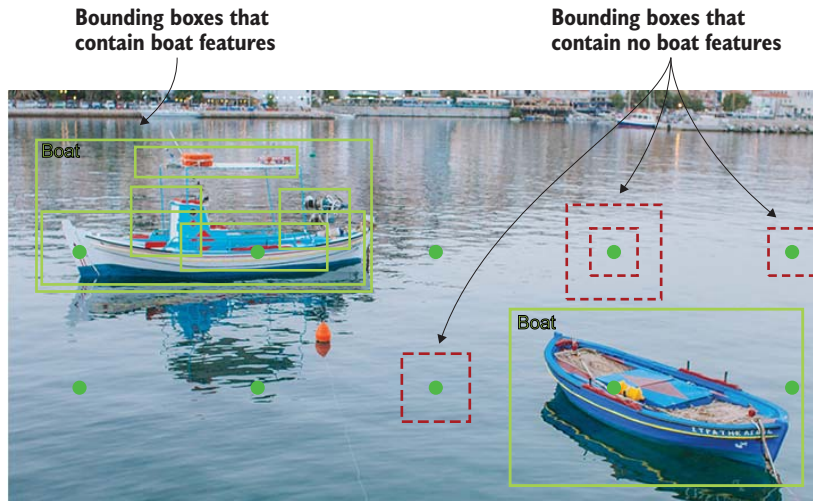 Bounding boxes that
contain boat features
Bounding boxes that
contain no boat features
Boat
Boat